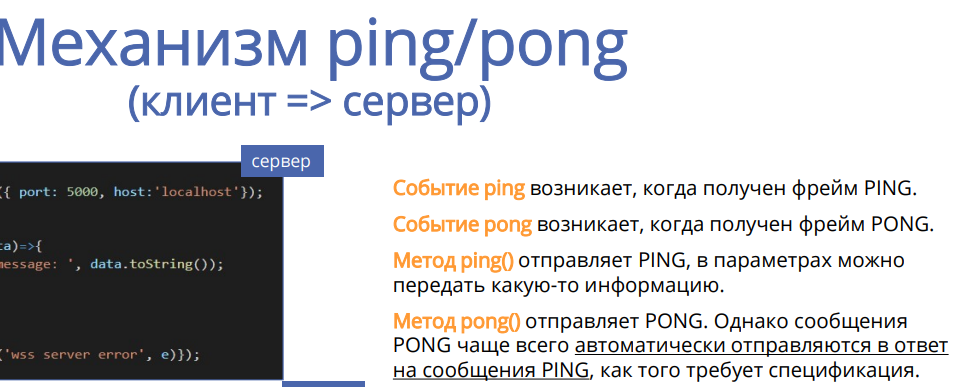 Механизм ping/pong
(клиент => сервер)
сервер
({ port: 5000, host:'localhost'});
ta)=>{
message: ', data.toString());
('wss server error', e)});
Событие ping возникает, когда получен фрейм PING.
Событие pong возникает, когда получен фрейм PONG.
Метод ping() отправляет PING, в параметрах можно
передать какую-то информацию.
Метод pong() отправляет PONG. Однако сообщения
PONG чаще всего автоматически отправляются в ответ
на сообщения PING, как того требует спецификация.